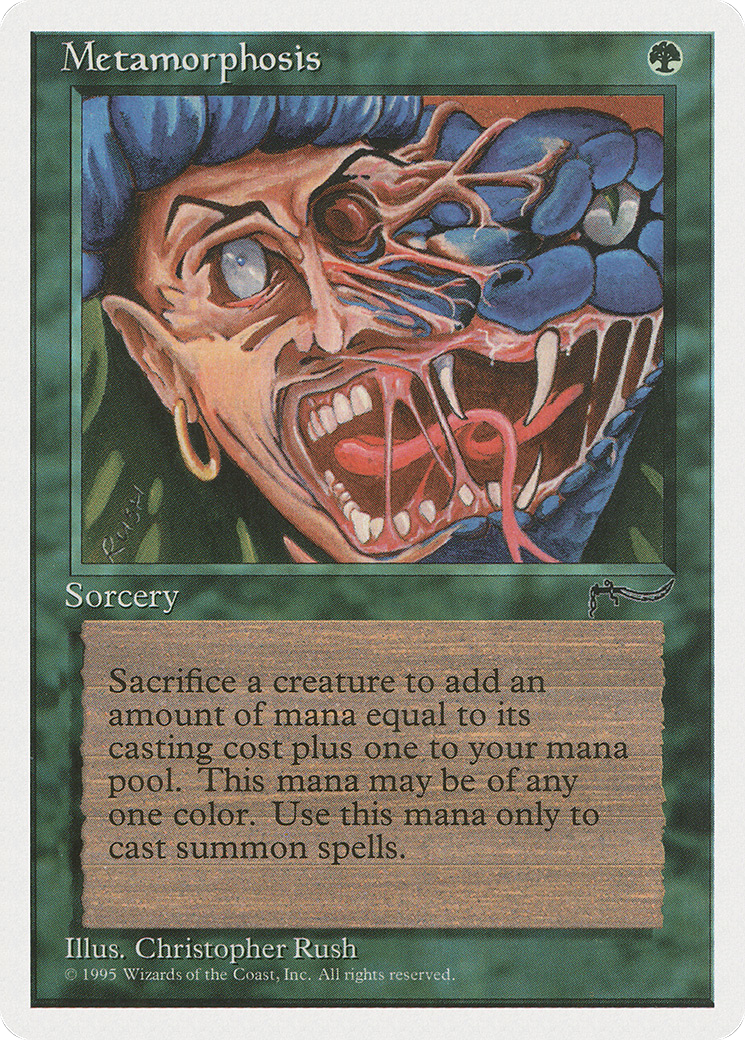 Metamorphosis
RUSH
Sorcery
Sacrifice a creature to add an
amount of mana equal to its
casting cost plus one to your mana
pool. This mana may be of any
one color. Use this mana only to
cast summon spells.
Illus. Christopher Rush
© 1995 Wizards of the Coast, Inc. All rights reserved.